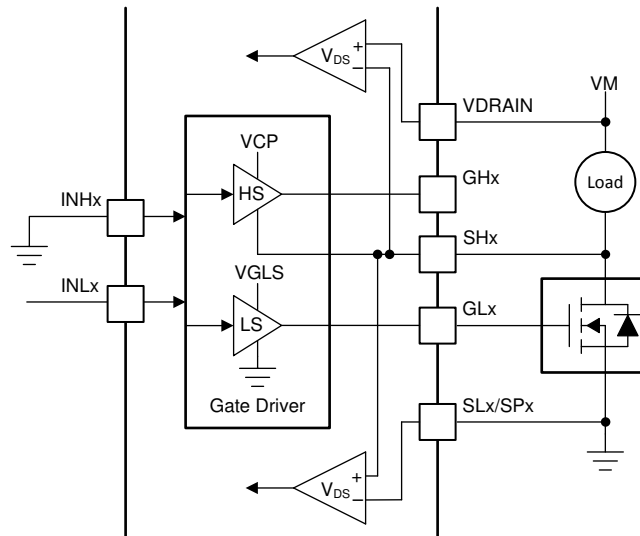 VDS
+
−
VM
VDRAIN
Load
VCP
HS
GHx
INHx
SHx
VGLS
INLx
LS
GLx
Gate Driver
SLx/SPx
VDS
+
−